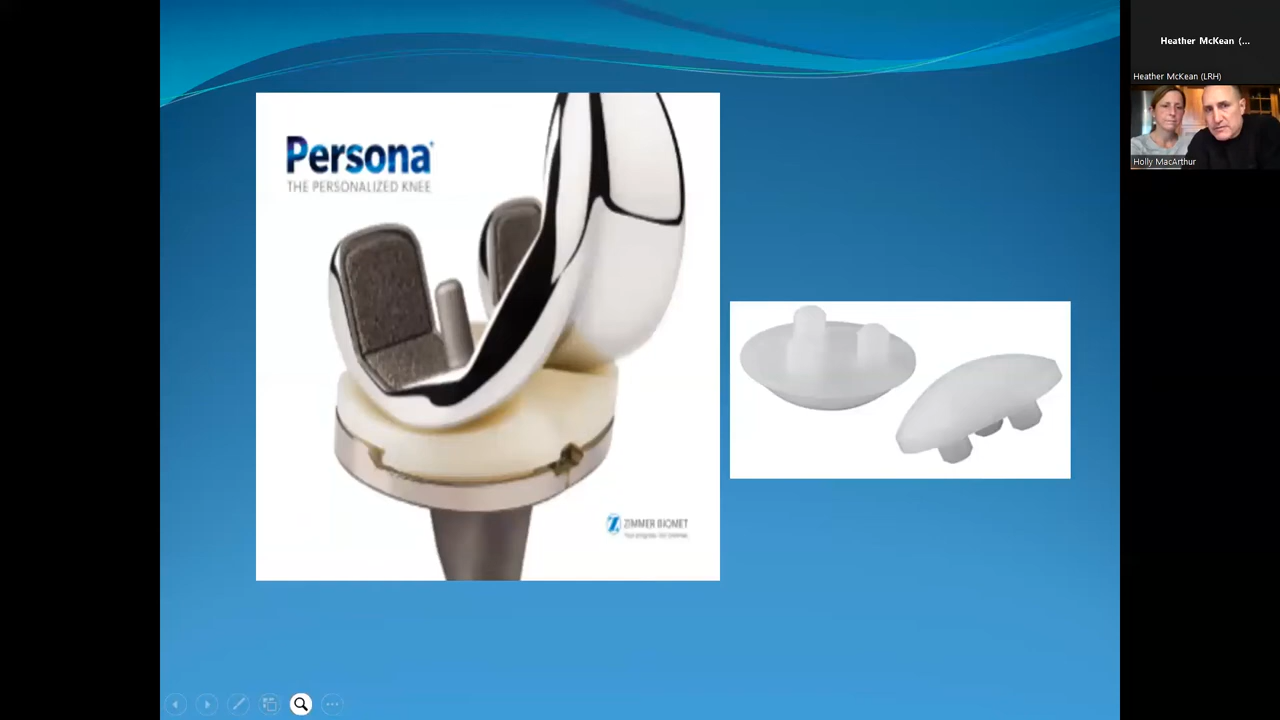 Persona
THE PERSONALIZED KNEE
ZIMMER BIOMET
Heather McKean (...
Heather McKean (LRH)
Holly MacArthur